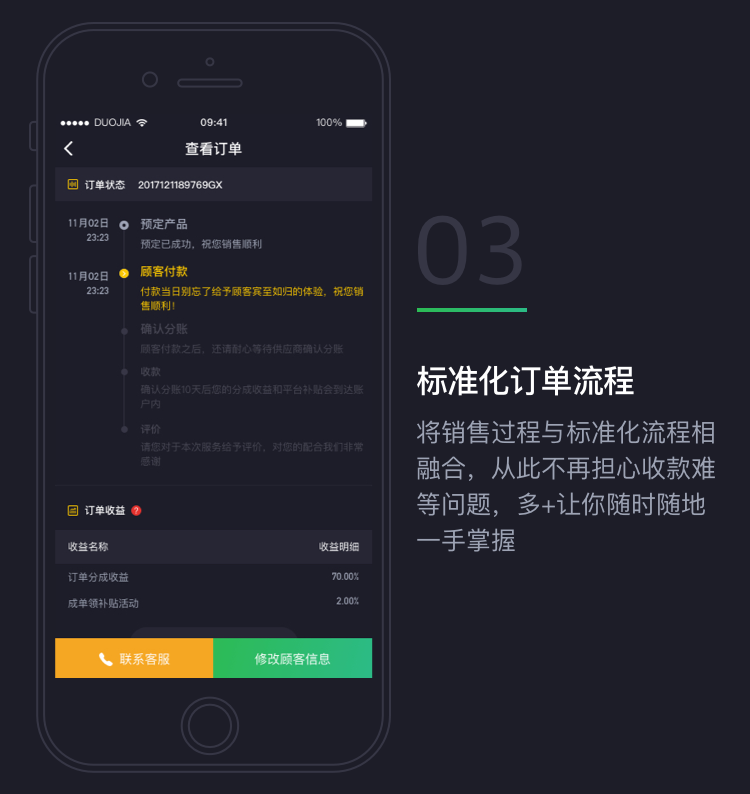 DUOJIA
09:41
100%
查看订单
订单状态 2017121189769GX
11月02日
23:23
预定产品
预定已成功，祝您销售顺利
11月02日
23:23
顾客付款
付款当日别忘了给予顾客宾至如归的体验，祝您销
售顺利！
确认分账
顾客付款之后，还请耐心等待供应商确认分账
收款
确认分账10天后您的分成收益和平台补贴会到达账
户内
评价
请您对于本次服务给予评价，对您的配合我们非常
感谢
订单收益 ?
收益名称 收益明细
订单分成收益 70.00%
成单领补贴活动 2.00%
联系客服 修改顾客信息
03
标准化订单流程
将销售过程与标准化流程相
融合，从此不再担心收款难
等问题，多+让你随时随地
一手掌握